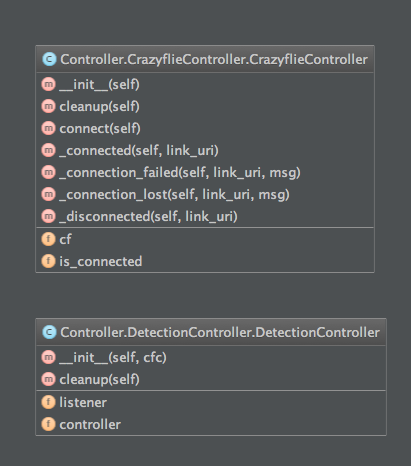 C Controller.CrazyflieController.CrazyflieController
m __init__(self)
m cleanup(self)
m connect(self)
m _connected(self, link_uri)
m _connection_failed(self, link_uri, msg)
m _connection_lost(self, link_uri, msg)
m _disconnected(self, link_uri)
f cf
f is_connected
C Controller.DetectionController.DetectionController
m __init__(self, cfc)
m cleanup(self)
f listener
f controller